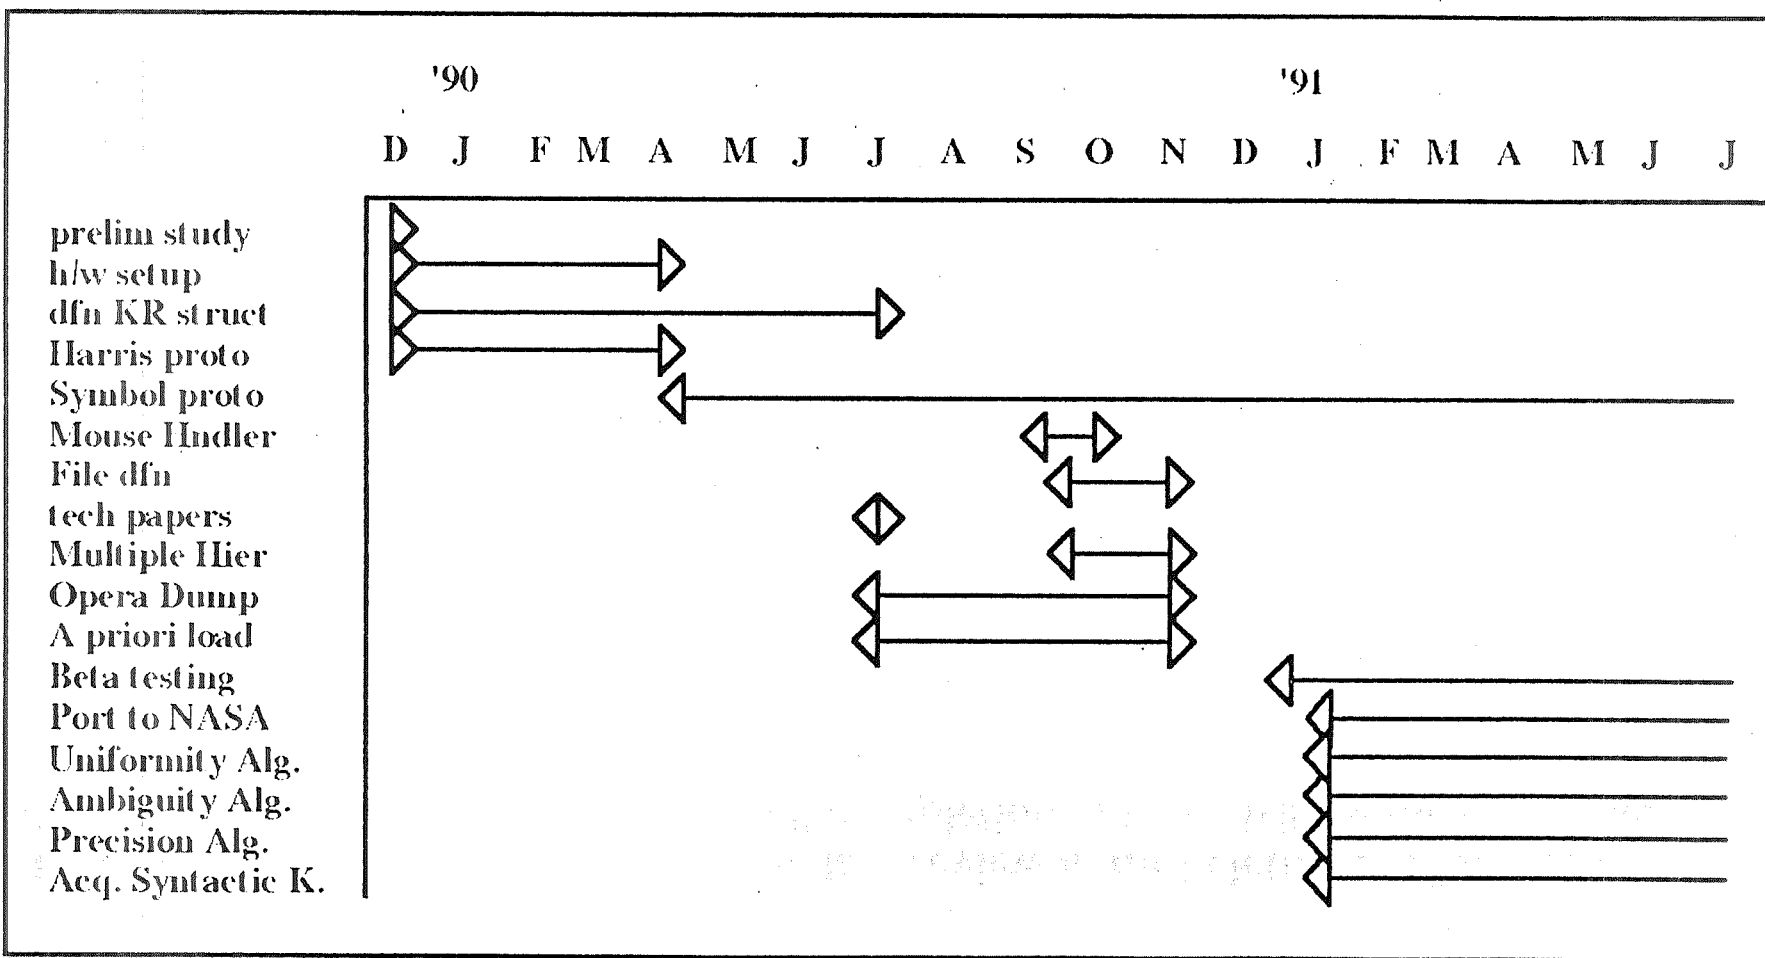 '90 '91
D J F M A M J J A S O N D J F M A M J J
prelim study
h/w setup
dfn KR struct
Harris proto
Symbol proto
Mouse Hndler
File dfn
tech papers
Multiple Hier
Opera Dump
A priori load
Beta testing
Port to NASA
Uniformity Alg.
Ambiguity Alg.
Precision Alg.
Acq. Syntactic K.